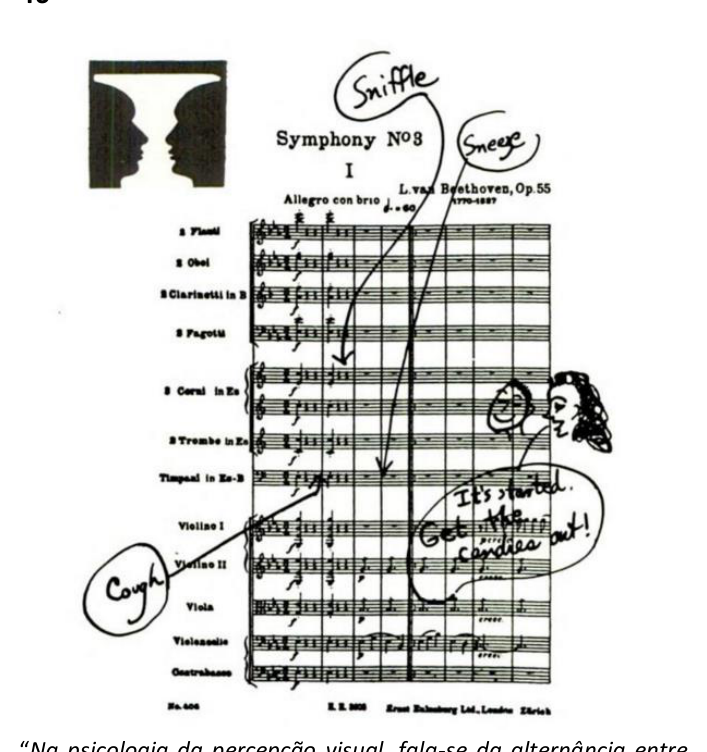 Sniffle
Symphony Nº3
Sneeze
I
L. van Beethoven, Op. 55
Allegro con brio
1770-1827
2 Flauti
2 Oboi
2 Clarinetti in B
2 Fagotti
3 Corni in Es
2 Trombe in Es
Timpani in Es-B
It's started.
Get the
candies out!
Violino I
Violino II
Cough
Viola
cresc.
Violoncello
cresc.
Contrabasso
Ernst Eulenburg Ltd., London Zürich
“Na psicologia da percepção visual, fala-se da alternância entre